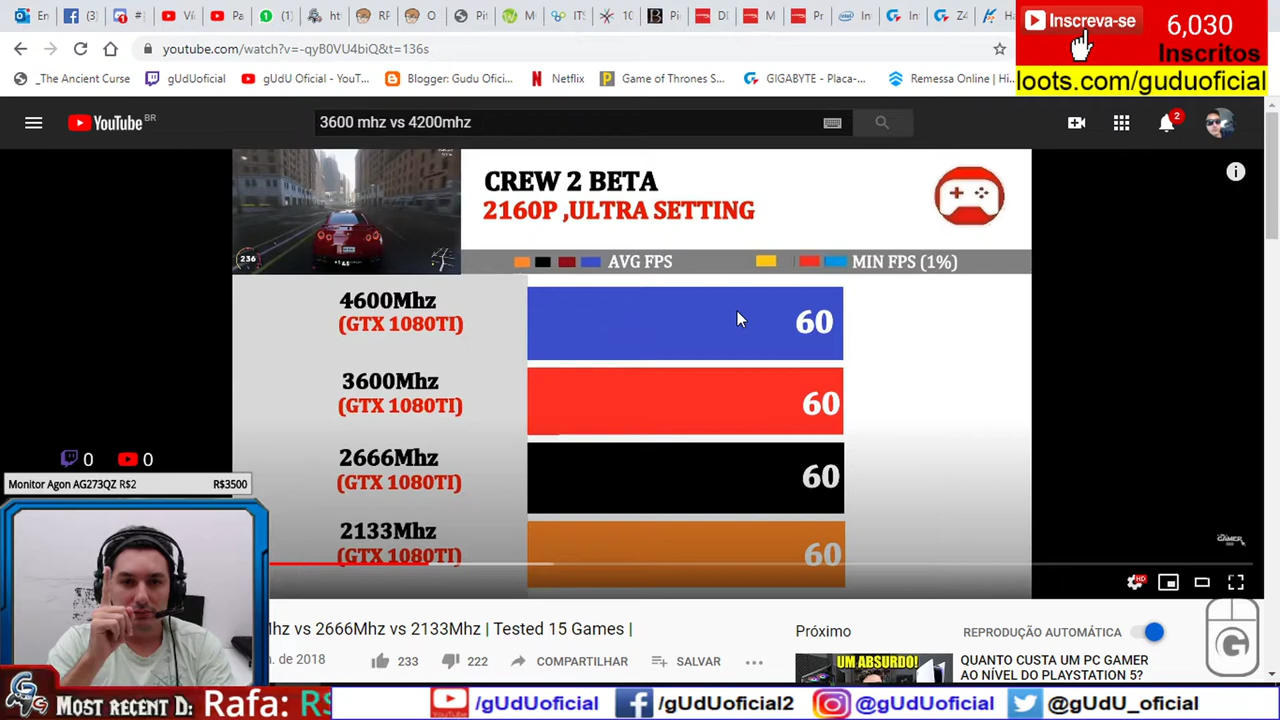 Inscreva-se
6,030
Inscritos
loots.com/guduoficial
youtube.com/watch?v=-qy80VU4biQ&t=136s
_The Ancient Curse
gUdUoficial
gUdU Oficial - YouT...
Blogger: Gudu Ofici...
Netflix
Game of Thrones S...
GIGABYTE - Placa-...
Remessa Online | Hi...
YouTube BR
3600 mhz vs 4200mhz
2
CREW 2 BETA
2160P ,ULTRA SETTING
236
AVG FPS
MIN FPS (1%)
4600Mhz
(GTX 1080TI)
60
3600Mhz
(GTX 1080TI)
60
2666Mhz
(GTX 1080TI)
60
2133Mhz
(GTX 1080TI)
60
0
0
Monitor Agon AG273QZ R$2
R$3500
GAMER
HD
Mhz vs 2666Mhz vs 2133Mhz | Tested 15 Games |
n. de 2018
233
222
COMPARTILHAR
SALVAR
Próximo
REPRODUÇÃO AUTOMÁTICA
UM ABSURDO!
QUANTO CUSTA UM PC GAMER
AO NÍVEL DO PLAYSTATION 5?
Most recent D:
Rafa: R$
/gUdUoficial
/gUdUoficial2
@gUdUoficial
@gUdU_oficial